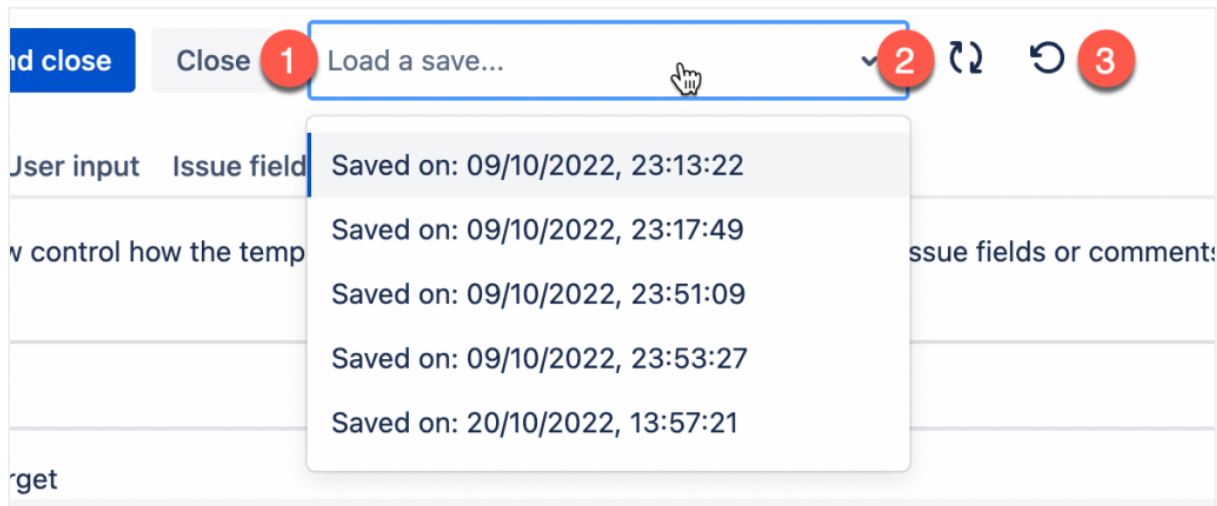 nd close Close 1 Load a save... 2 3
User input Issue field
Saved on: 09/10/2022, 23:13:22
Saved on: 09/10/2022, 23:17:49
w control how the temp ssue fields or comments
Saved on: 09/10/2022, 23:51:09
Saved on: 09/10/2022, 23:53:27
Saved on: 20/10/2022, 13:57:21
rget